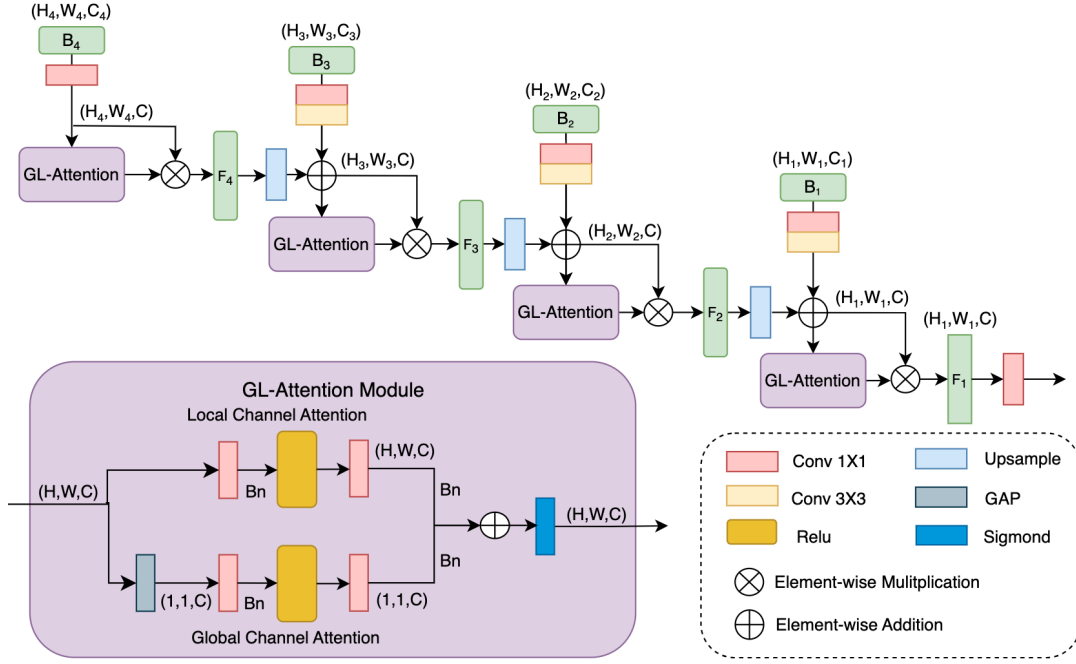 (H4,W4,C4)
B4
(H4,W4,C)
GL-Attention
F4
(H3,W3,C3)
B3
(H3,W3,C)
GL-Attention
F3
(H2,W2,C2)
B2
(H2,W2,C)
GL-Attention
F2
(H1,W1,C1)
B1
(H1,W1,C)
GL-Attention
(H1,W1,C)
F1
GL-Attention Module
Local Channel Attention
(H,W,C)
Bn
(H,W,C)
Bn
(H,W,C)
Bn
(1,1,C)
Bn
(1,1,C)
Global Channel Attention
Conv 1X1
Upsample
Conv 3X3
GAP
Relu
Sigmond
Element-wise Mulitplication
Element-wise Addition